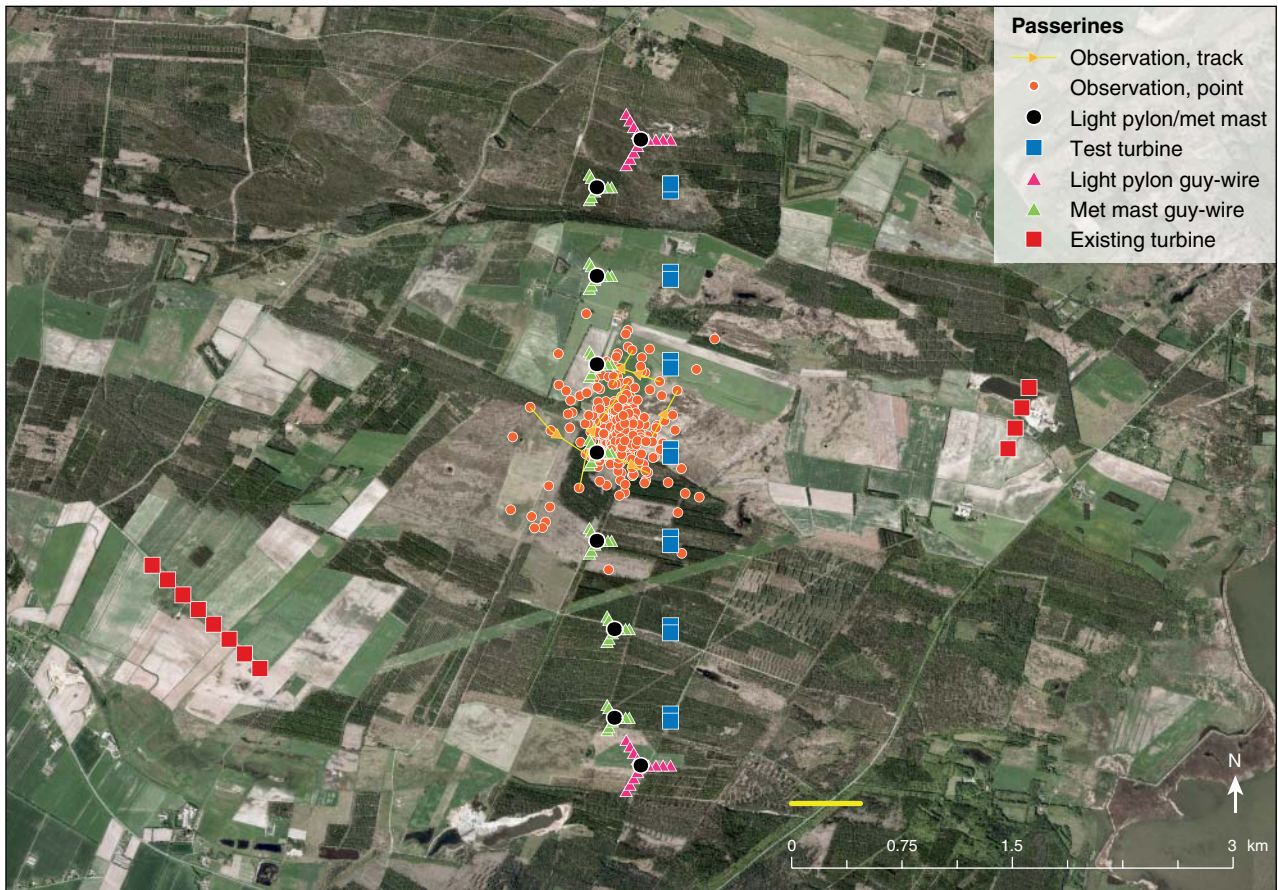 Passerines
Observation, track
Observation, point
Light pylon/met mast
Test turbine
Light pylon guy-wire
Met mast guy-wire
Existing turbine
N
0 0.75 1.5 3 km